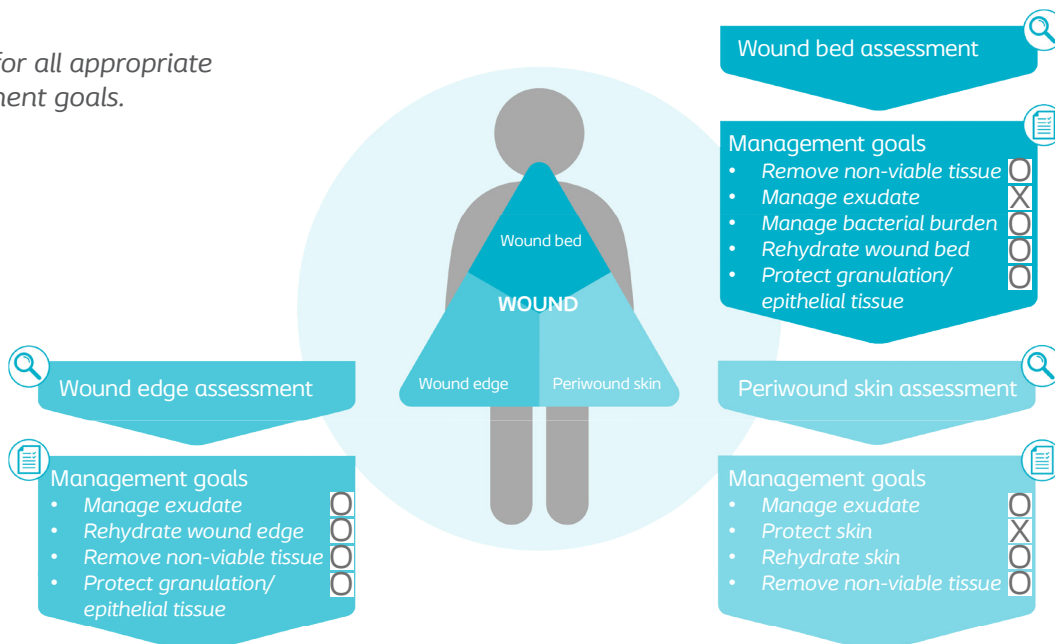 for all appropriate
ment goals.
Wound bed assessment
Management goals
• Remove non-viable tissue O
• Manage exudate X
• Manage bacterial burden O
• Rehydrate wound bed O
• Protect granulation/ O
epithelial tissue
Wound bed
WOUND
Wound edge
Periwound skin
Wound edge assessment
Management goals
• Manage exudate O
• Rehydrate wound edge O
• Remove non-viable tissue O
• Protect granulation/ O
epithelial tissue
Periwound skin assessment
Management goals
• Manage exudate O
• Protect skin X
• Rehydrate skin O
• Remove non-viable tissue O